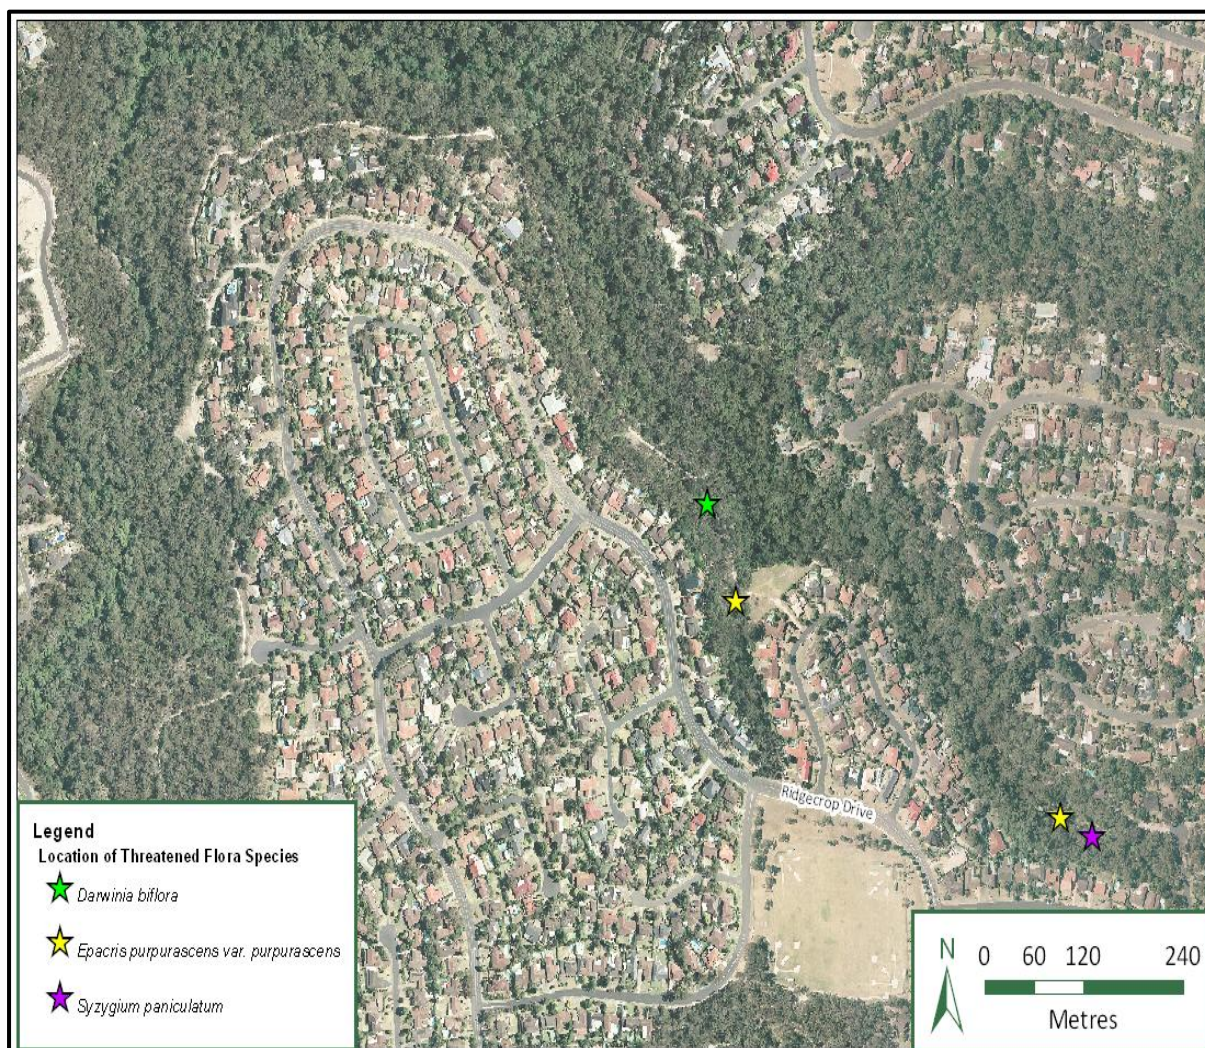 Ridgecrop Drive
Legend
Location of Threatened Flora Species
Darwinia biflora
Epacris purpurascens var. purpurascens
Syzygium paniculatum
N
0 60 120 240
Metres